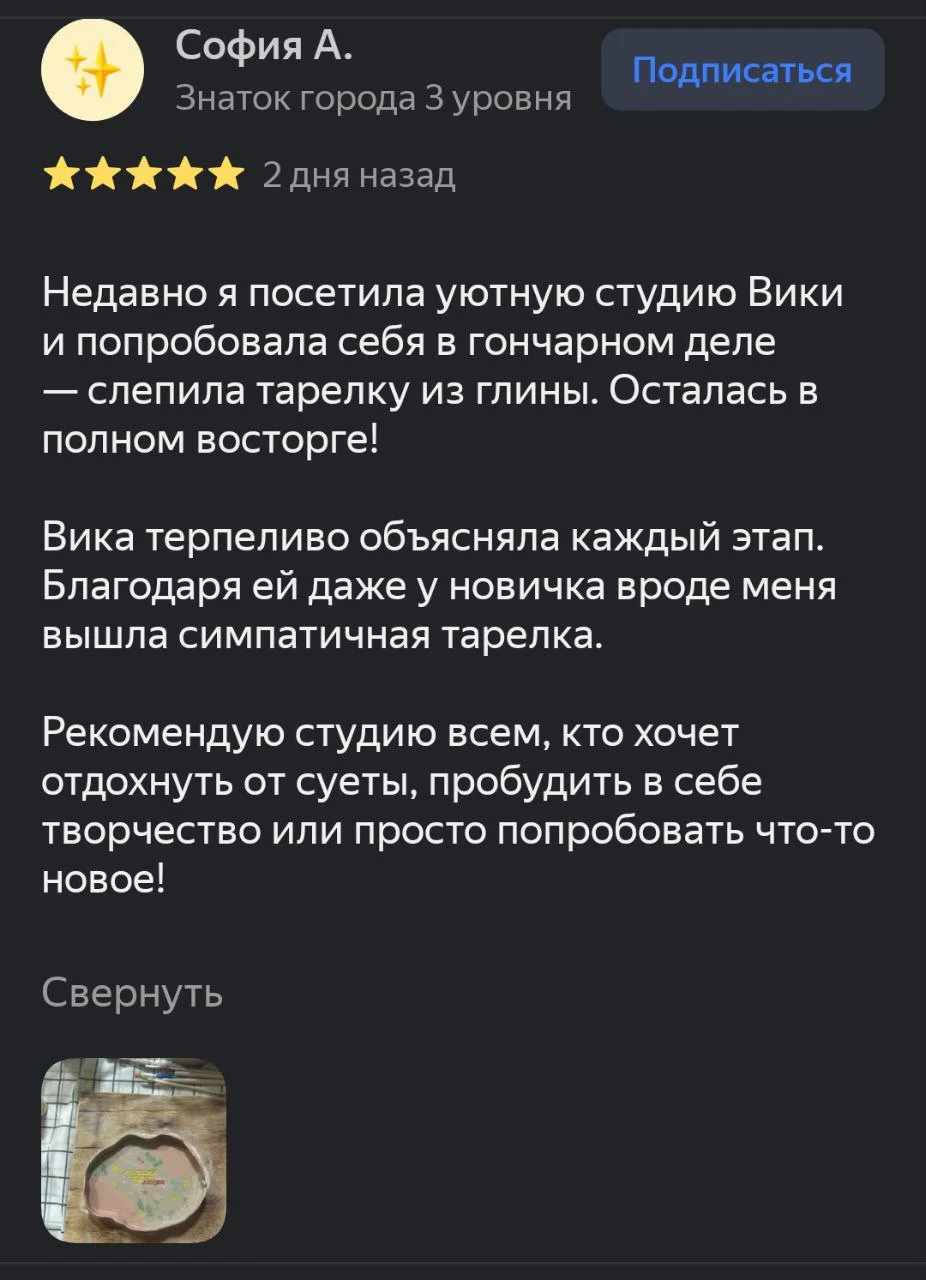 София А.
Знаток города 3 уровня
Подписаться
2 дня назад
Недавно я посетила уютную студию Вики
и попробовала себя в гончарном деле
— слепила тарелку из глины. Осталась в
полном восторге!
Вика терпеливо объясняла каждый этап.
Благодаря ей даже у новичка вроде меня
вышла симпатичная тарелка.
Рекомендую студию всем, кто хочет
отдохнуть от суеты, пробудить в себе
творчество или просто попробовать что-то
новое!
Свернуть